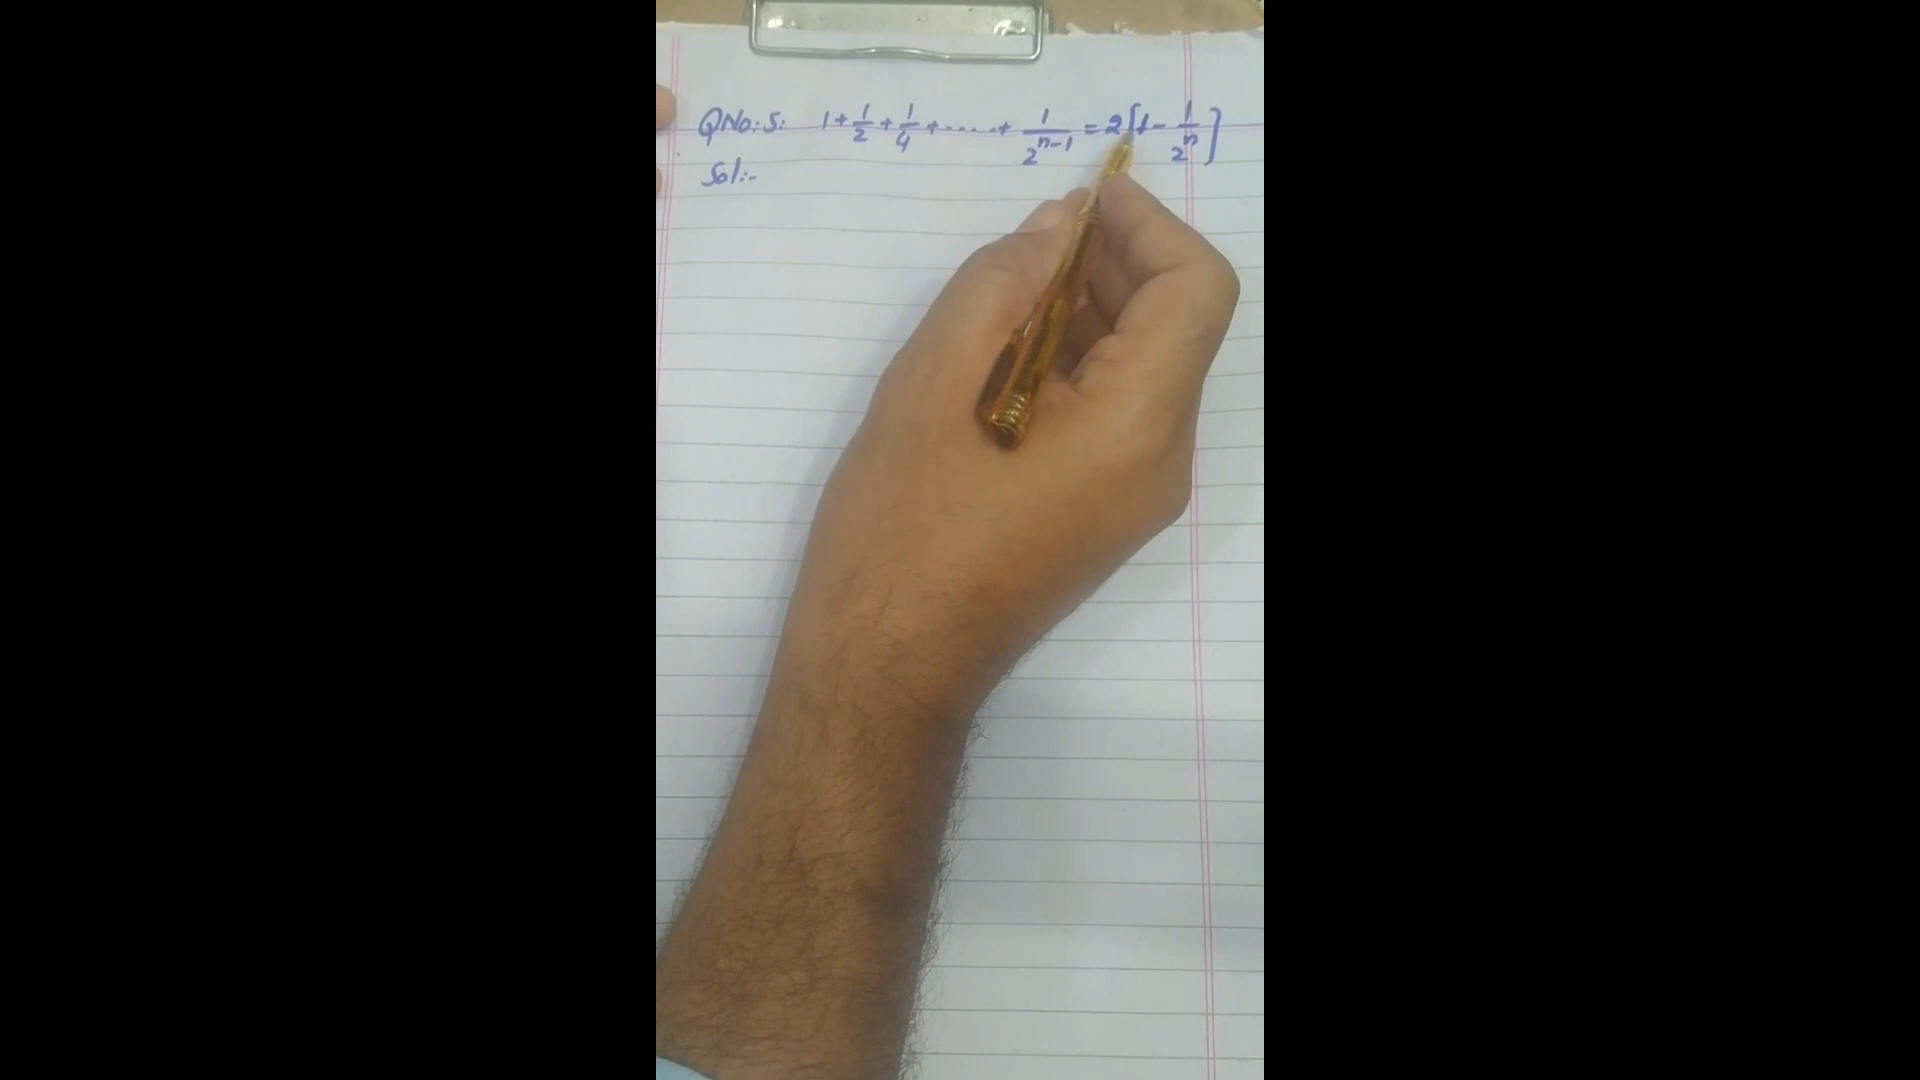 QNo: 5: 1 + 1/2 + 1/4 + ..... + 1/2^(n-1) = 2[1 - 1/2^n]
Sol:-